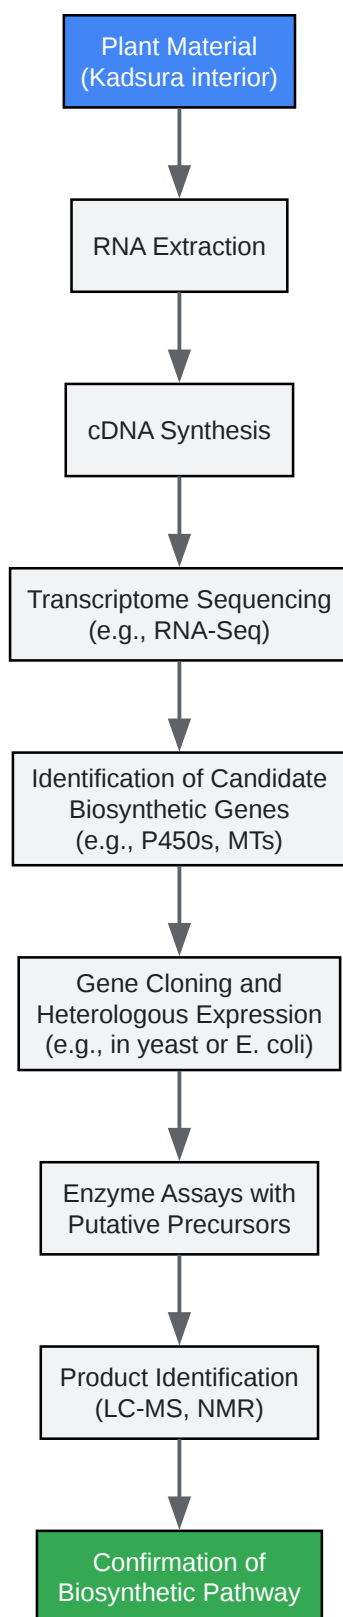 Plant Material
(Kadsura interior)
RNA Extraction
cDNA Synthesis
Transcriptome Sequencing
(e.g., RNA-Seq)
Identification of Candidate
Biosynthetic Genes
(e.g., P450s, MTs)
Gene Cloning and
Heterologous Expression
(e.g., in yeast or E. coli)
Enzyme Assays with
Putative Precursors
Product Identification
(LC-MS, NMR)
Confirmation of
Biosynthetic Pathway